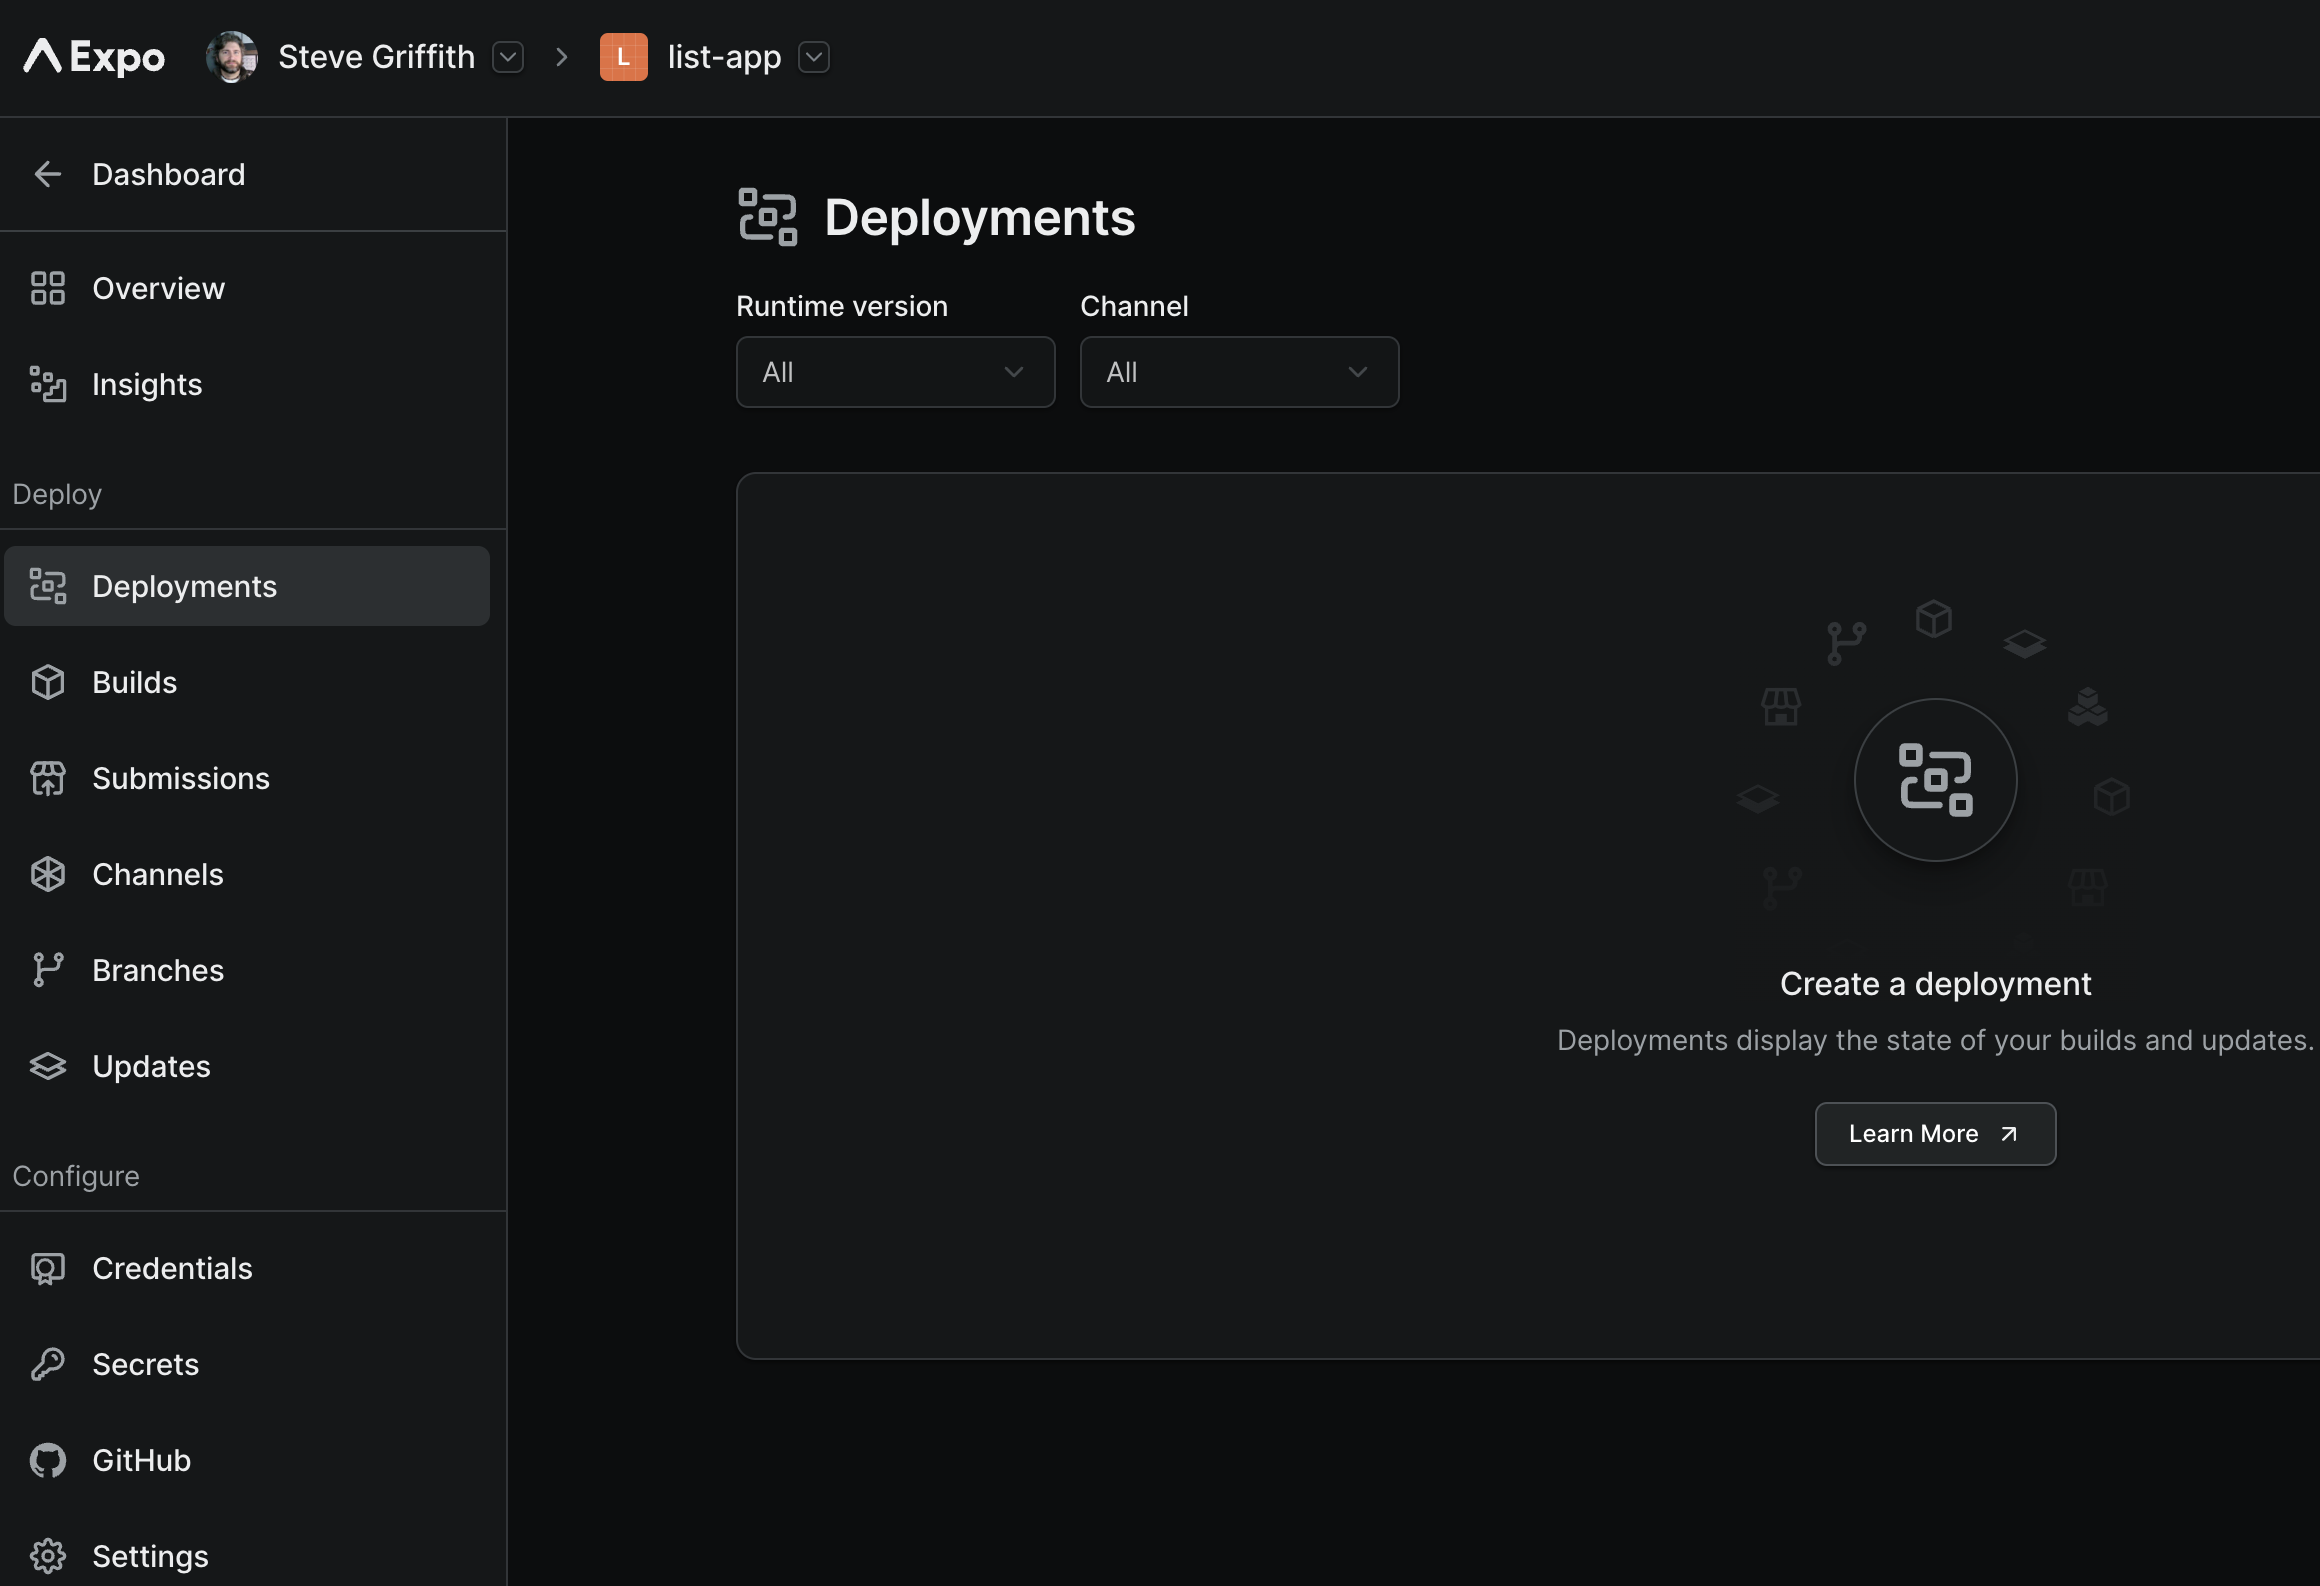 Expo Steve Griffith > L list-app
Dashboard
Overview
Insights
Deploy
Deployments
Builds
Submissions
Channels
Branches
Updates
Configure
Credentials
Secrets
GitHub
Settings
Deployments
Runtime version Channel
All All
Create a deployment
Deployments display the state of your builds and updates.
Learn More